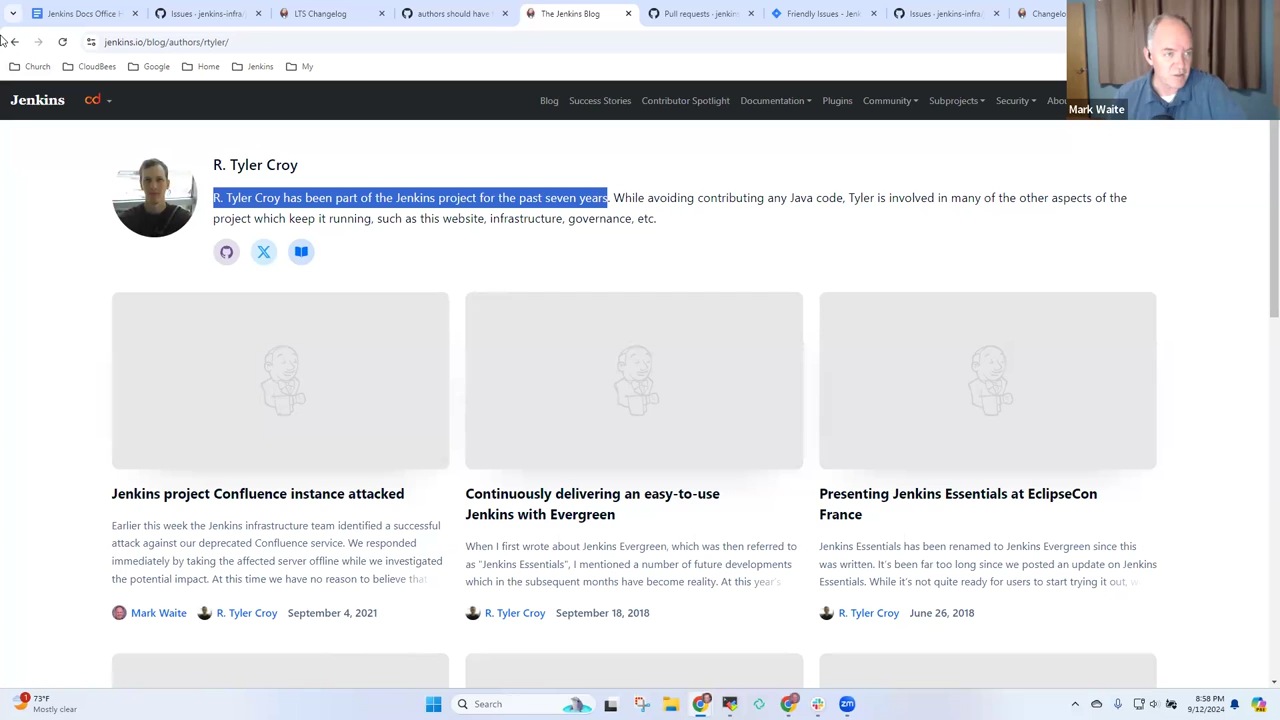 Jenkins Docs Office H
Issues · jenkins-infra/
LTS Changelog
authors should have
The Jenkins Blog
Pull requests · jenkins
Friendly Issues - Jenk
Issues · jenkins-infra/
Changelo
jenkins.io/blog/authors/rtyler/
Church
CloudBees
Google
Home
Jenkins
My
Jenkins
cd
Blog
Success Stories
Contributor Spotlight
Documentation
Plugins
Community
Subprojects
Security
Abou
Mark Waite
R. Tyler Croy
R. Tyler Croy has been part of the Jenkins project for the past seven years. While avoiding contributing any Java code, Tyler is involved in many of the other aspects of the
project which keep it running, such as this website, infrastructure, governance, etc.
Jenkins project Confluence instance attacked
Earlier this week the Jenkins infrastructure team identified a successful
attack against our deprecated Confluence service. We responded
immediately by taking the affected server offline while we investigated
the potential impact. At this time we have no reason to believe that
Mark Waite
R. Tyler Croy
September 4, 2021
Continuously delivering an easy-to-use
Jenkins with Evergreen
When I first wrote about Jenkins Evergreen, which was then referred to
as "Jenkins Essentials", I mentioned a number of future developments
which in the subsequent months have become reality. At this year's
R. Tyler Croy
September 18, 2018
Presenting Jenkins Essentials at EclipseCon
France
Jenkins Essentials has been renamed to Jenkins Evergreen since this
was written. It's been far too long since we posted an update on Jenkins
Essentials. While it's not quite ready for users to start trying it out, w
R. Tyler Croy
June 26, 2018
1
73°F
Mostly clear
Search
zm
8:58 PM
9/12/2024